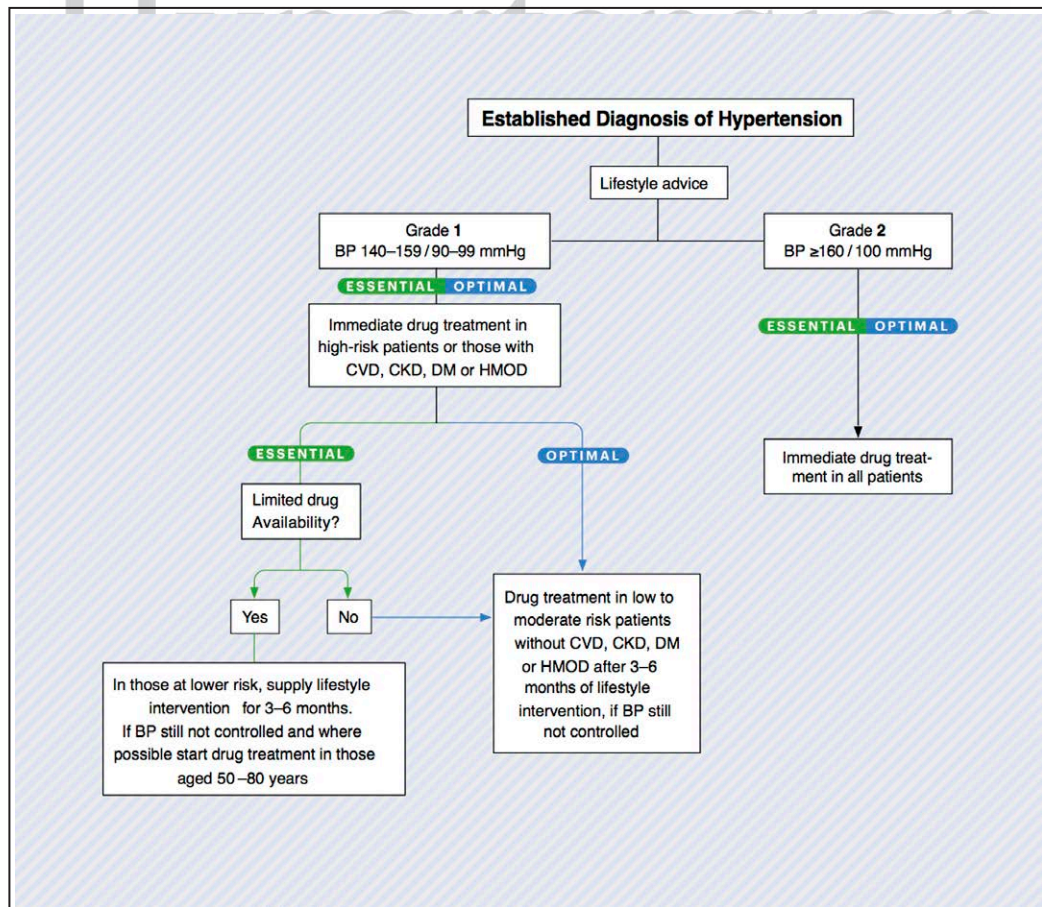 Established Diagnosis of Hypertension
Lifestyle advice
Grade 1
BP 140–159 / 90–99 mmHg
Grade 2
BP ≥160 / 100 mmHg
ESSENTIAL OPTIMAL
Immediate drug treatment in
high-risk patients or those with
CVD, CKD, DM or HMOD
ESSENTIAL OPTIMAL
Immediate drug treat-
ment in all patients
ESSENTIAL
OPTIMAL
Limited drug
Availability?
Yes
No
Drug treatment in low to
moderate risk patients
without CVD, CKD, DM
or HMOD after 3–6
months of lifestyle
intervention, if BP still
not controlled
In those at lower risk, supply lifestyle
intervention for 3–6 months.
If BP still not controlled and where
possible start drug treatment in those
aged 50–80 years